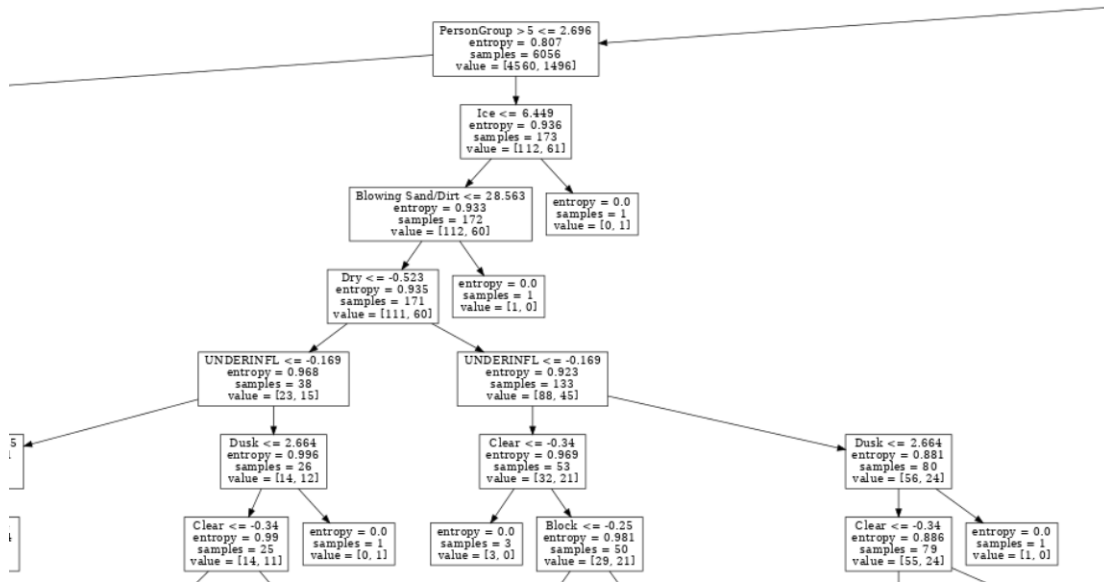 PersonGroup >5 <= 2.696
entropy = 0.807
samples = 6056
value = [4560, 1496]
Ice <= 6.449
entropy = 0.936
samples = 173
value = [112, 61]
Blowing Sand/Dirt <= 28.563
entropy = 0.933
samples = 172
value = [112, 60]
entropy = 0.0
samples = 1
value = [0, 1]
Dry <= -0.523
entropy = 0.935
samples = 171
value = [111, 60]
entropy = 0.0
samples = 1
value = [1, 0]
UNDERINFL <= -0.169
entropy = 0.968
samples = 38
value = [23, 15]
UNDERINFL <= -0.169
entropy = 0.923
samples = 133
value = [88, 45]
5
Dusk <= 2.664
entropy = 0.996
samples = 26
value = [14, 12]
Clear <= -0.34
entropy = 0.969
samples = 53
value = [32, 21]
Dusk <= 2.664
entropy = 0.881
samples = 80
value = [56, 24]
Clear <= -0.34
entropy = 0.99
samples = 25
value = [14, 11]
entropy = 0.0
samples = 1
value = [0, 1]
entropy = 0.0
samples = 3
value = [3, 0]
Block <= -0.25
entropy = 0.981
samples = 50
value = [29, 21]
Clear <= -0.34
entropy = 0.886
samples = 79
value = [55, 24]
entropy = 0.0
samples = 1
value = [1, 0]